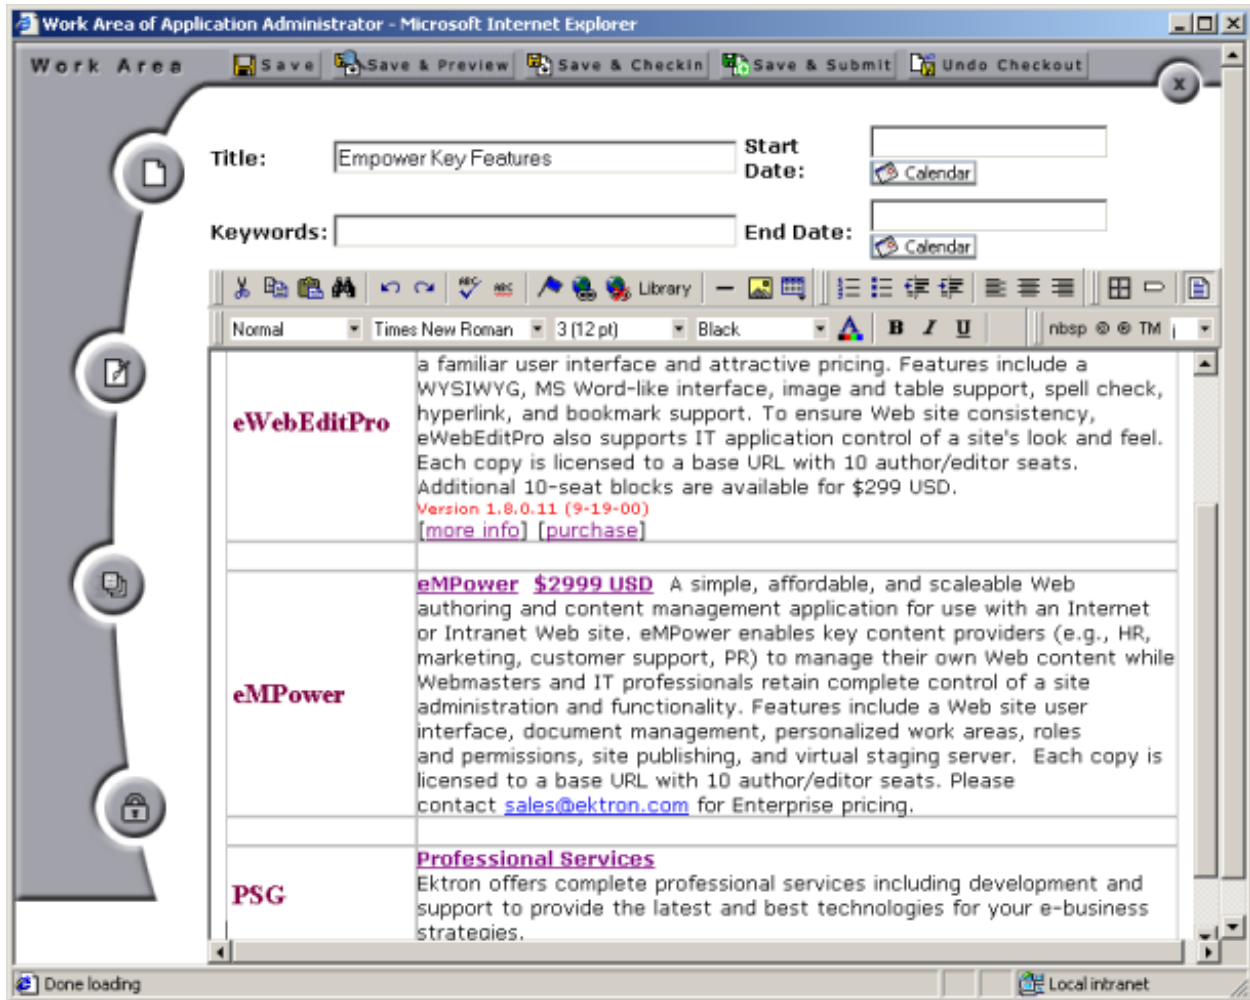 Work Area of Application Administrator - Microsoft Internet Explorer
Work Area Save Save & Preview Save & Checkin Save & Submit Undo Checkout
X
Title: Empower Key Features Start Date:
Calendar
Keywords: End Date:
Calendar
ABC ABC Library
Normal Times New Roman 3 (12 pt) Black A B I U nbsp © ® TM
a familiar user interface and attractive pricing. Features include a
WYSIWYG, MS Word-like interface, image and table support, spell check,
eWebEditPro hyperlink, and bookmark support. To ensure Web site consistency,
eWebEditPro also supports IT application control of a site's look and feel.
Each copy is licensed to a base URL with 10 author/editor seats.
Additional 10-seat blocks are available for $299 USD.
Version 1.8.0.11 (9-19-00)
[more info] [purchase]
eMPower $2999 USD A simple, affordable, and scaleable Web
authoring and content management application for use with an Internet
or Intranet Web site. eMPower enables key content providers (e.g., HR,
marketing, customer support, PR) to manage their own Web content while
eMPower Webmasters and IT professionals retain complete control of a site
administration and functionality. Features include a Web site user
interface, document management, personalized work areas, roles
and permissions, site publishing, and virtual staging server. Each copy is
licensed to a base URL with 10 author/editor seats. Please
contact sales@ektron.com for Enterprise pricing.
Professional Services
PSG Ektron offers complete professional services including development and
support to provide the latest and best technologies for your e-business
strategies.
Done loading Local intranet